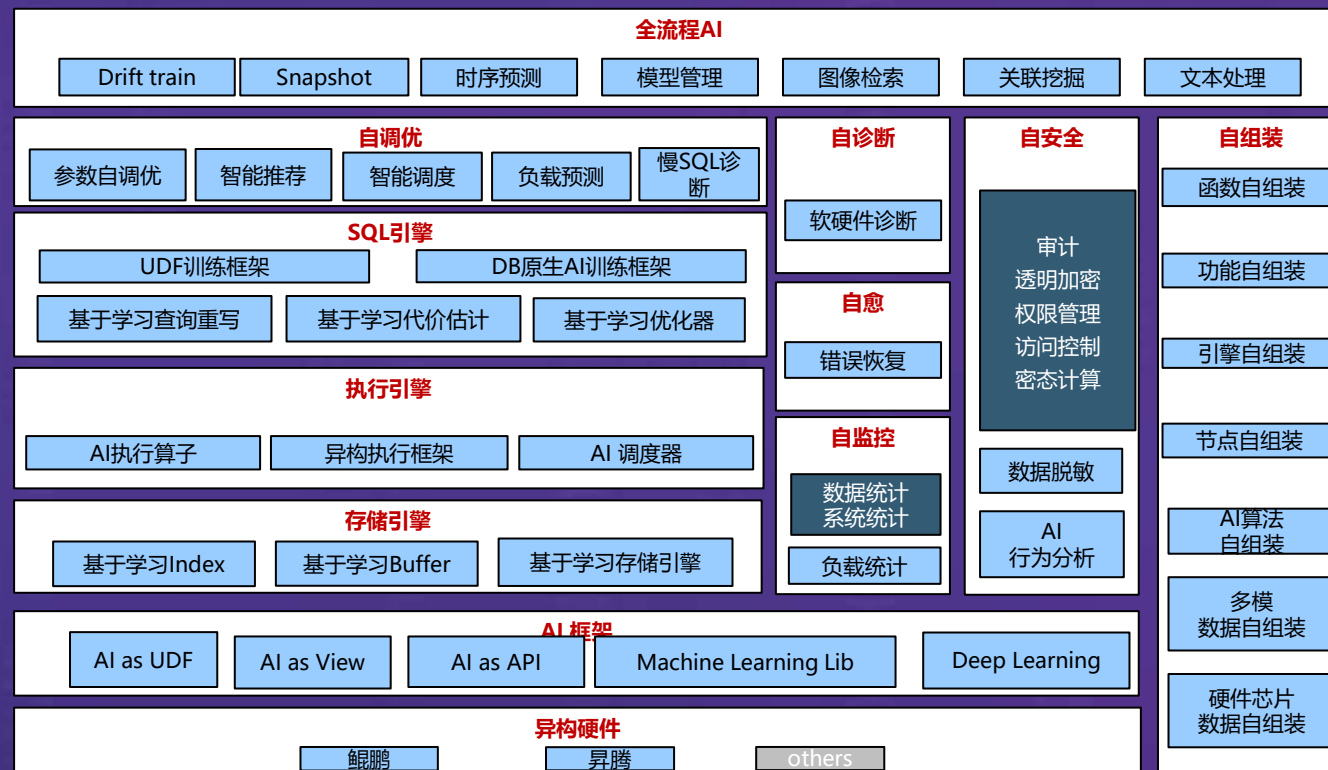 全流程AI
Drift train
Snapshot
时序预测
模型管理
图像检索
关联挖掘
文本处理
自调优
参数自调优
智能推荐
智能调度
负载预测
慢SQL诊
断
SQL引擎
UDF训练框架
DB原生AI训练框架
基于学习查询重写
基于学习代价估计
基于学习优化器
执行引擎
AI执行算子
异构执行框架
AI 调度器
存储引擎
基于学习Index
基于学习Buffer
基于学习存储引擎
自诊断
软硬件诊断
自愈
错误恢复
自监控
数据统计
系统统计
负载统计
自安全
审计
透明加密
权限管理
访问控制
密态计算
数据脱敏
AI
行为分析
自组装
函数自组装
功能自组装
引擎自组装
节点自组装
AI算法
自组装
多模
数据自组装
硬件芯片
数据自组装
AI 框架
AI as UDF
AI as View
AI as API
Machine Learning Lib
Deep Learning
异构硬件
鲲鹏
昇腾
others